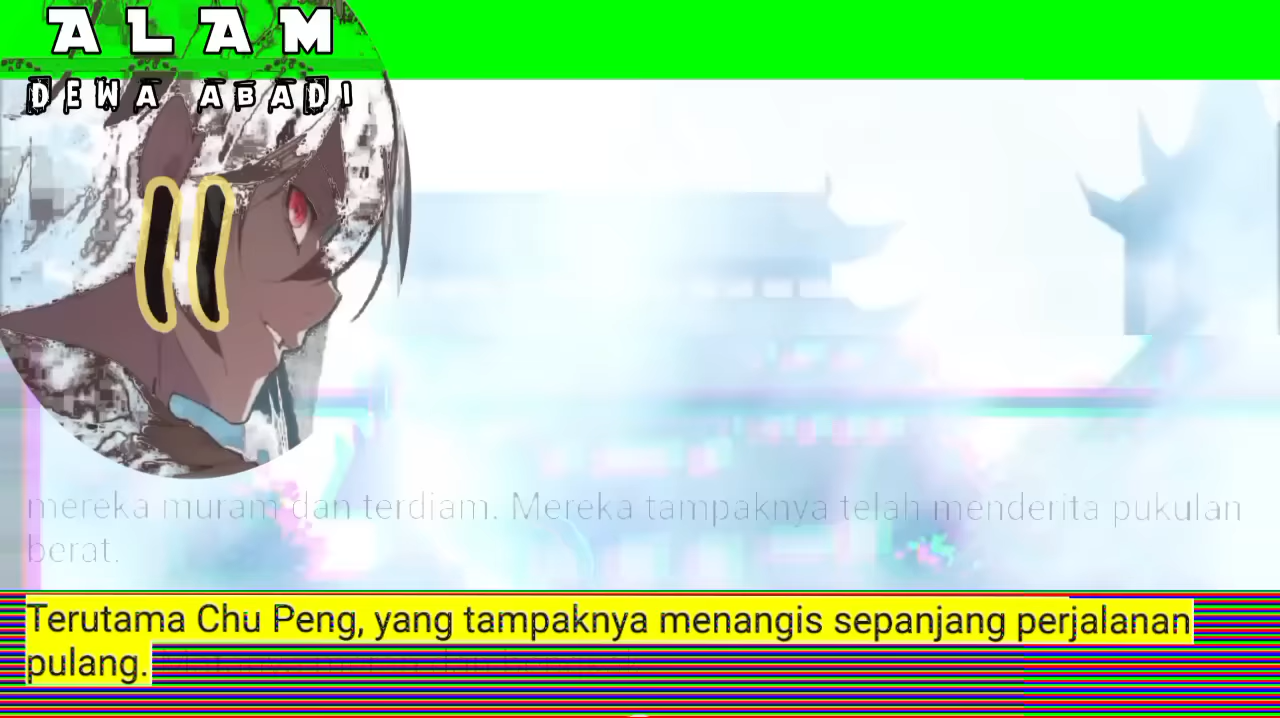 ALAM
DEWA ABADI
mereka muram dan terdiam. Mereka tampaknya telah menderita pukulan
berat.
Terutama Chu Peng, yang tampaknya menangis sepanjang perjalanan
pulang.